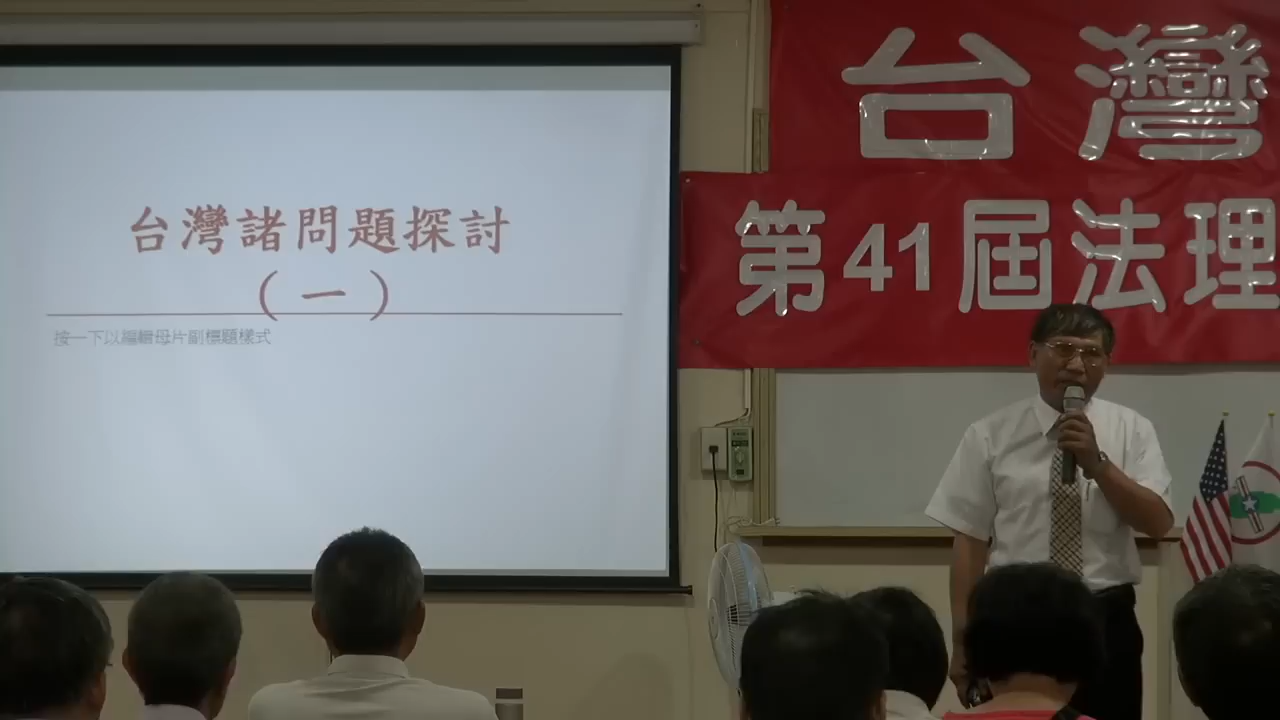 台灣諸問題探討
（一）
按一下以編輯母片副標題樣式
台灣
第41屆法理